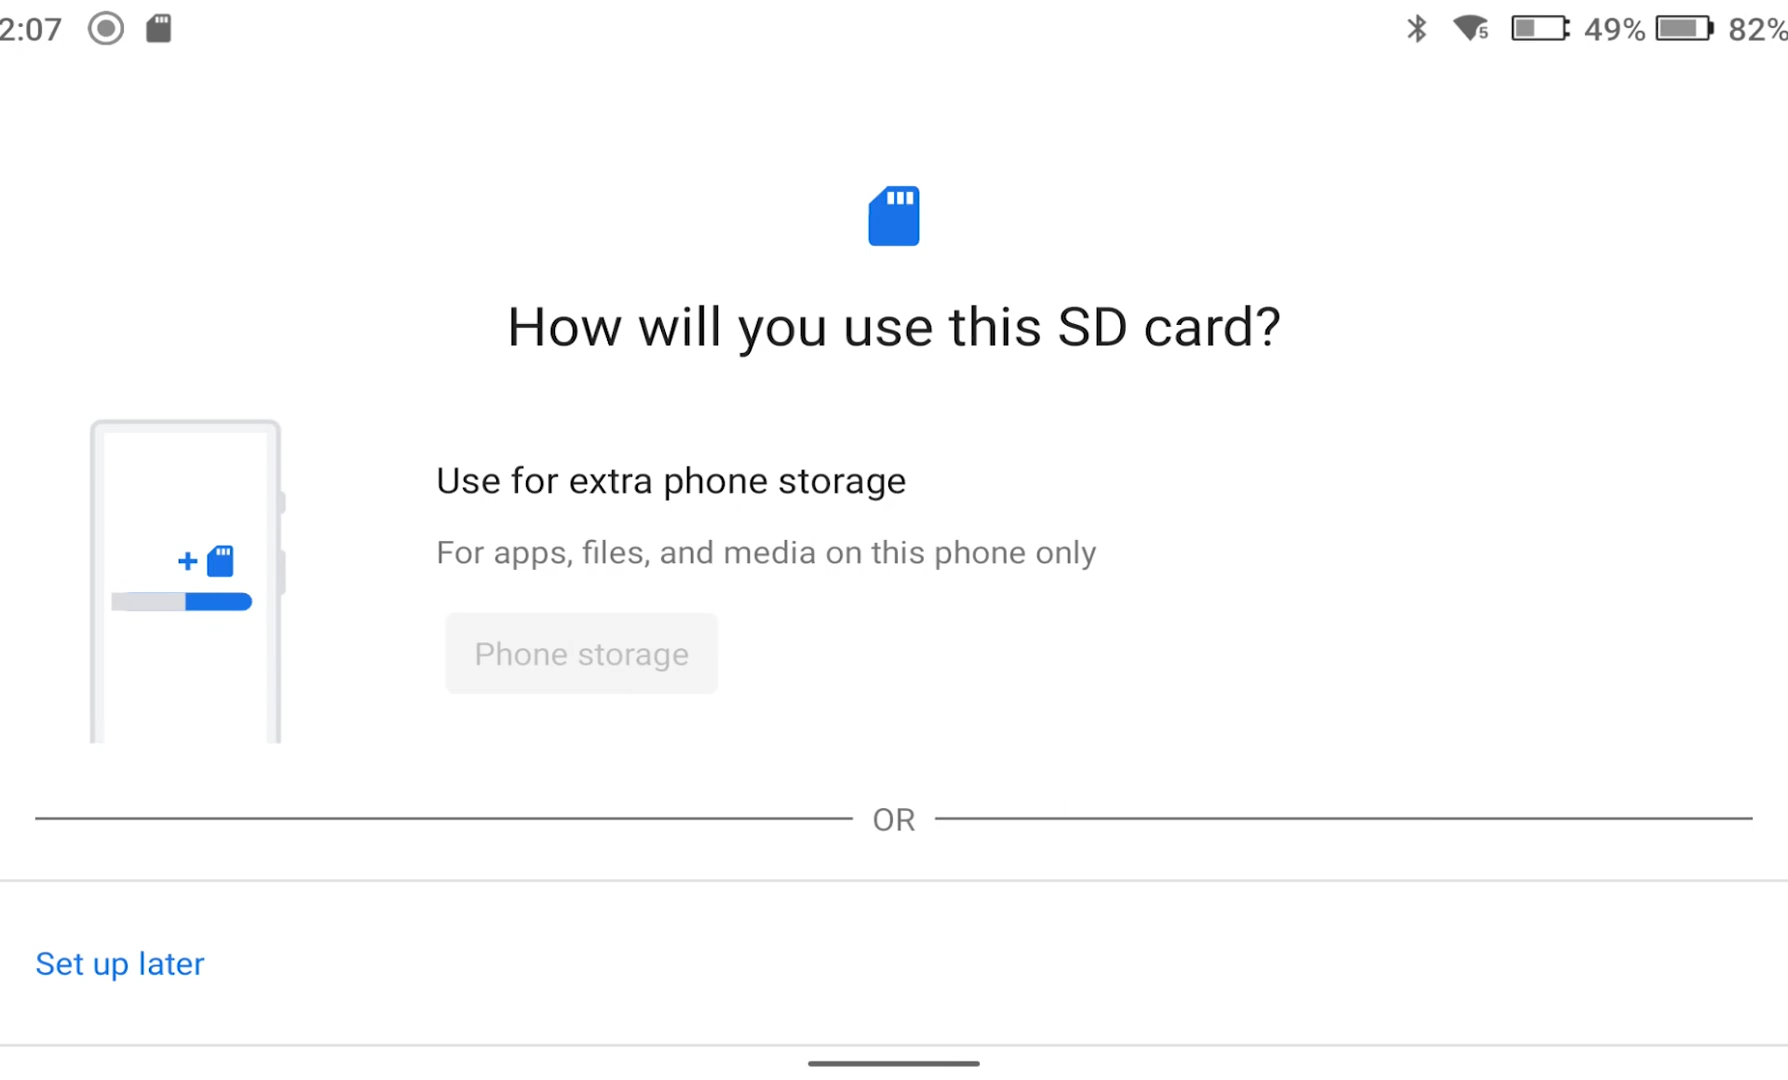 2:07 5 49% 82%
How will you use this SD card?
Use for extra phone storage
For apps, files, and media on this phone only
Phone storage
OR
Set up later